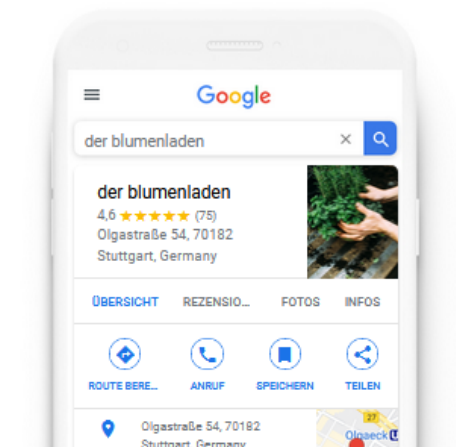 Google
der blumenladen
der blumenladen
4,6 (75)
Olgastraße 54, 70182
Stuttgart, Germany
ÜBERSICHT REZENSIO... FOTOS INFOS
ROUTE BERE... ANRUF SPEICHERN TEILEN
Olgastraße 54, 70182
Stuttgart, Germany
27
Olgaeck U